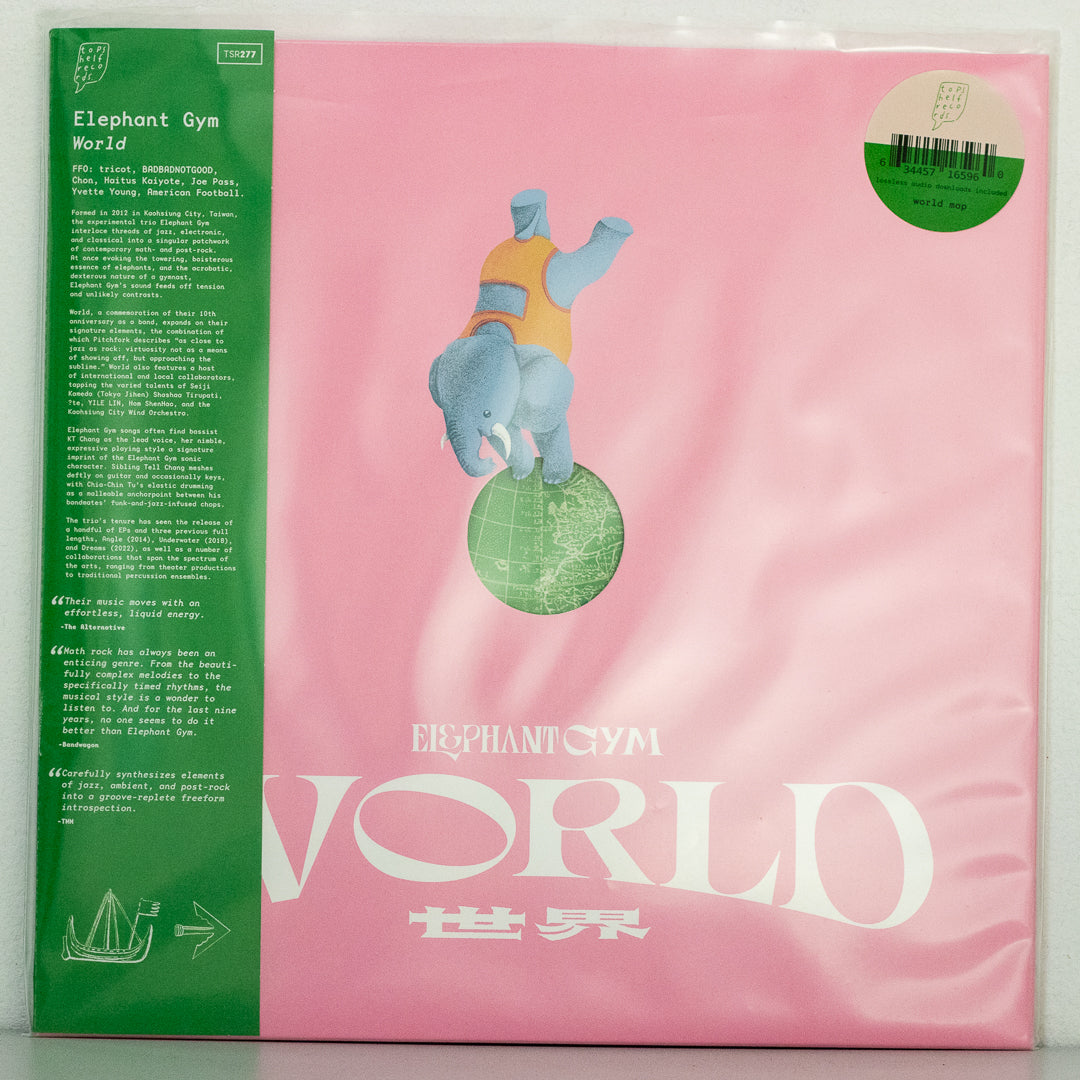 tops
helf
reco
rds.
TSR277
Elephant Gym
World
FFO: tricot, BADBADNOTGOOD,
Chon, Haitus Kaiyote, Joe Pass,
Yvette Young, American Football.
Formed in 2012 in Kaohsiung City, Taiwan,
the experimental trio Elephant Gym
interlace threads of jazz, electronic,
and classical into a singular patchwork
of contemporary math- and post-rock.
At once evoking the towering, boisterous
essence of elephants, and the acrobatic,
dexterous nature of a gymnast,
Elephant Gym's sound feeds off tension
and unlikely contrasts.
World, a commemoration of their 10th
anniversary as a band, expands on their
signature elements, the combination of
which Pitchfork describes "as close to
jazz as rock: virtuosity not as a means
of showing off, but approaching the
sublime." World also features a host
of international and local collaborators,
tapping the varied talents of Seiji
Kameda (Tokyo Jihen) Shashaa Tirupati,
?te, YILE LIN, Hom ShenHao, and the
Kaohsiung City Wind Orchestra.
Elephant Gym songs often find bassist
KT Chang as the lead voice, her nimble,
expressive playing style a signature
imprint of the Elephant Gym sonic
character. Sibling Tell Chang meshes
deftly on guitar and occasionally keys,
with Chia-Chin Tu's elastic drumming
as a malleable anchorpoint between his
bandmates' funk-and-jazz-infused chops.
The trio's tenure has seen the release of
a handful of EPs and three previous full
lengths, Angle (2014), Underwater (2018),
and Dreams (2022), as well as a number of
collaborations that span the spectrum of
the arts, ranging from theater productions
to traditional percussion ensembles.
“Their music moves with an
effortless, liquid energy.
-The Alternative
“Math rock has always been an
enticing genre. From the beauti-
fully complex melodies to the
specifically timed rhythms, the
musical style is a wonder to
listen to. And for the last nine
years, no one seems to do it
better than Elephant Gym.
-Bandwagon
“Carefully synthesizes elements
of jazz, ambient, and post-rock
into a groove-replete freeform
introspection.
-THH
tops
helf
reco
rds.
6 34457 16596 0
lossless audio downloads included
world map
ELEPHANT GYM
WORLD
世界